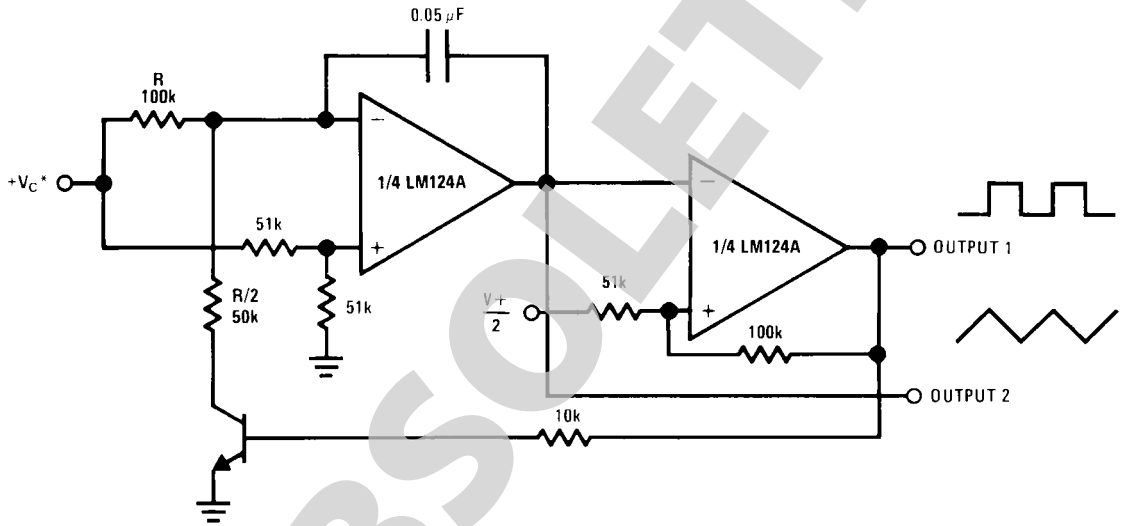 0.05 μF
R
100k
+VC*
1/4 LM124A
51k
51k
R/2
50k
1/4 LM124A
OUTPUT 1
V+
2
51k
100k
OUTPUT 2
10k
BSOLET